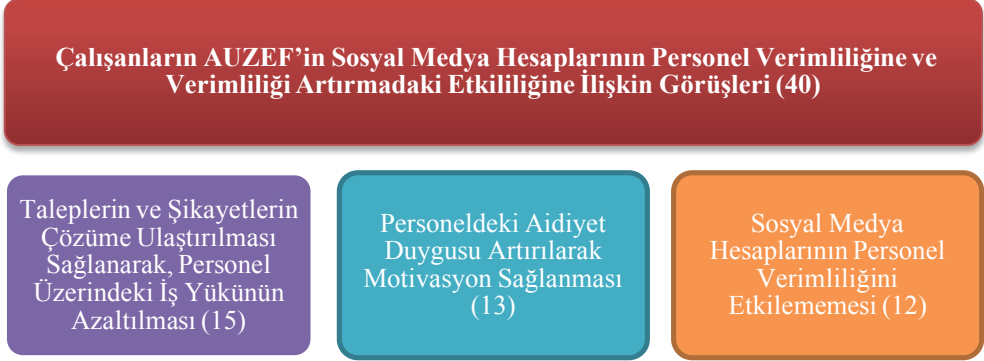 Çalışanların AUZEF’in Sosyal Medya Hesaplarının Personel Verimliliğine ve
Verimliliği Artırmadaki Etkililiğine İlişkin Görüşleri (40)
Taleplerin ve Şikayetlerin
Çözüme Ulaştırılması
Sağlanarak, Personel
Üzerindeki İş Yükünün
Azaltılması (15)
Personeldeki Aidiyet
Duygusu Artırılarak
Motivasyon Sağlanması
(13)
Sosyal Medya
Hesaplarının Personel
Verimliliğini
Etkilememesi (12)